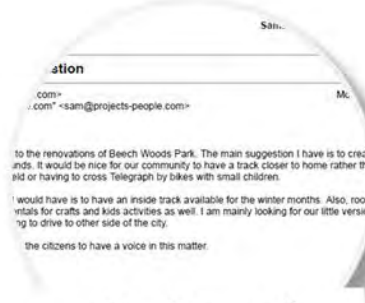 Sam
stion
.com>
.com" <sam@projects-people.com>
to the renovations of Beech Woods Park. The main suggestion I have is to crea
unds. It would be nice for our community to have a track closer to home rather th
eld or having to cross Telegraph by bikes with small children.
would have is to have an inside track available for the winter months. Also, roo
entals for crafts and kids activities as well. I am mainly looking for our little versi
ng to drive to other side of the city.
the citizens to have a voice in this matter.